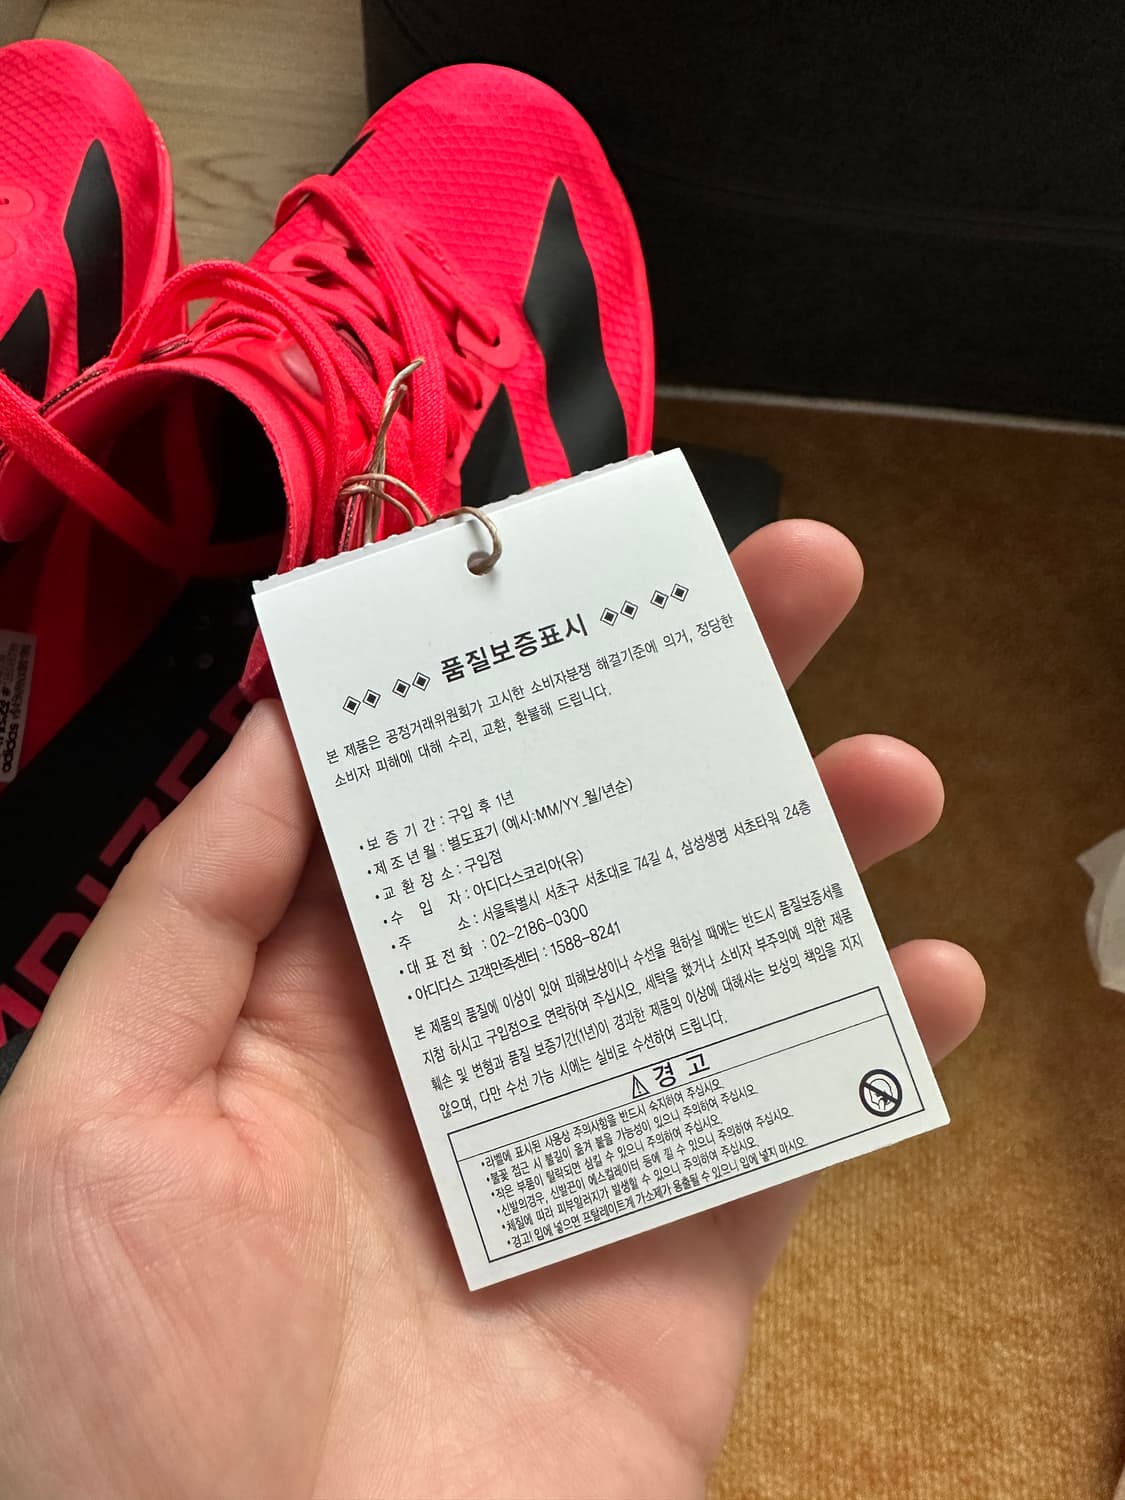 ◈◈ ◈◈ 품질보증표시 ◈◈ ◈◈
본 제품은 공정거래위원회가 고시한 소비자분쟁 해결기준에 의거, 정당한
소비자 피해에 대해 수리, 교환, 환불해 드립니다.
•보 증 기 간 : 구입 후 1년
•제 조 년 월 : 별도표기 (예시:MM/YY_월/년순)
•교 환 장 소 : 구입점
•수 입 자 : 아디다스코리아(유)
•주 소 : 서울특별시 서초구 서초대로 74길 4, 삼성생명 서초타워 24층
•대 표 전 화 : 02-2186-0300
•아디다스 고객만족센터 : 1588-8241
본 제품의 품질에 이상이 있어 피해보상이나 수선을 원하실 때에는 반드시 품질보증서를
지참 하시고 구입점으로 연락하여 주십시오. 세탁을 했거나 소비자 부주의에 의한 제품
훼손 및 변형과 품질 보증기간(1년)이 경과한 제품의 이상에 대해서는 보상의 책임을 지지
않으며, 다만 수선 가능 시에는 실비로 수선하여 드립니다.
⚠경 고
•라벨에 표시된 사용상 주의사항을 반드시 숙지하여 주십시오
•불꽃 접근 시 불길이 옮겨 붙을 가능성이 있으니 주의하여 주십시오
•작은 부품이 탈락되면 삼킬 수 있으니 주의하여 주십시오
•신발의경우, 신발끈이 에스컬레이터 등에 낄 수 있으니 주의하여 주십시오
•체질에 따라 피부알러지가 발생할 수 있으니 주의하여 주십시오
•경고! 입에 넣으면 프탈레이트계 가소제가 용출될 수 있으니 입에 넣지 마시오
adidas